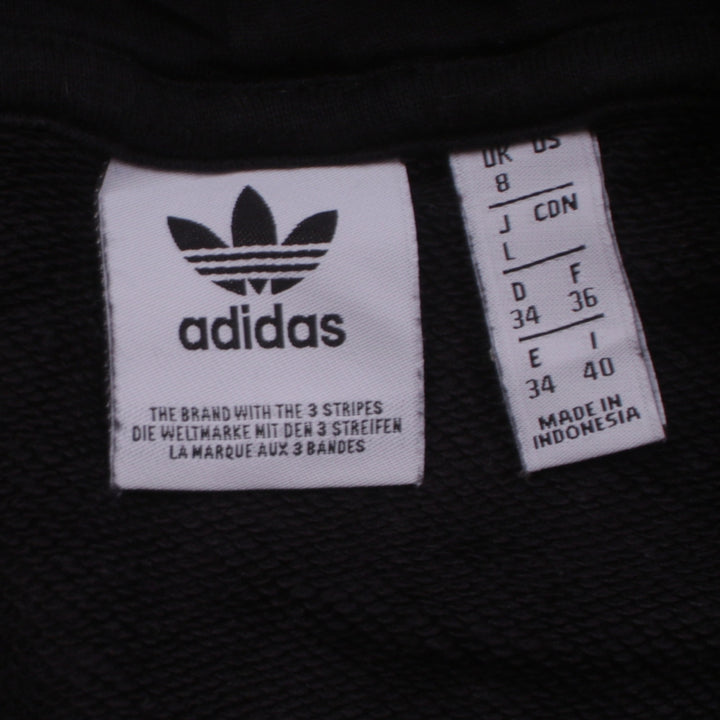 adidas
THE BRAND WITH THE 3 STRIPES
DIE WELTMARKE MIT DEN 3 STREIFEN
LA MARQUE AUX 3 BANDES
UK US
8
J CDN
L
D F
34 36
E I
34 40
MADE IN
INDONESIA